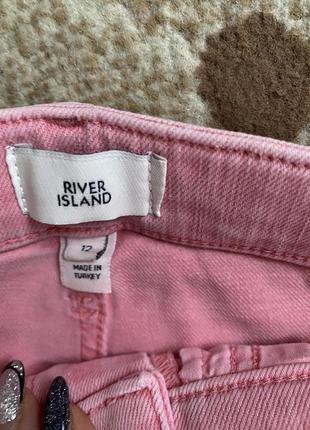 RIVER
ISLAND
12
MADE IN
TURKEY